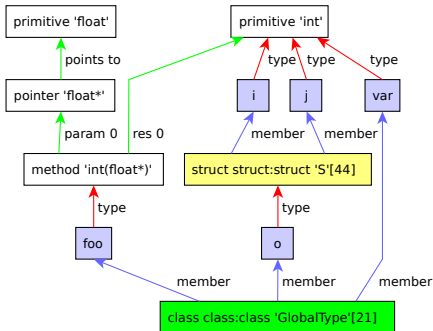 primitive 'float'
primitive 'int'
points to
type
type
type
pointer 'float*'
i
j
var
param 0
res 0
member
member
method 'int(float*)'
struct struct:struct 'S'[44]
type
type
foo
o
member
member
member
class class:class 'GlobalType'[21]